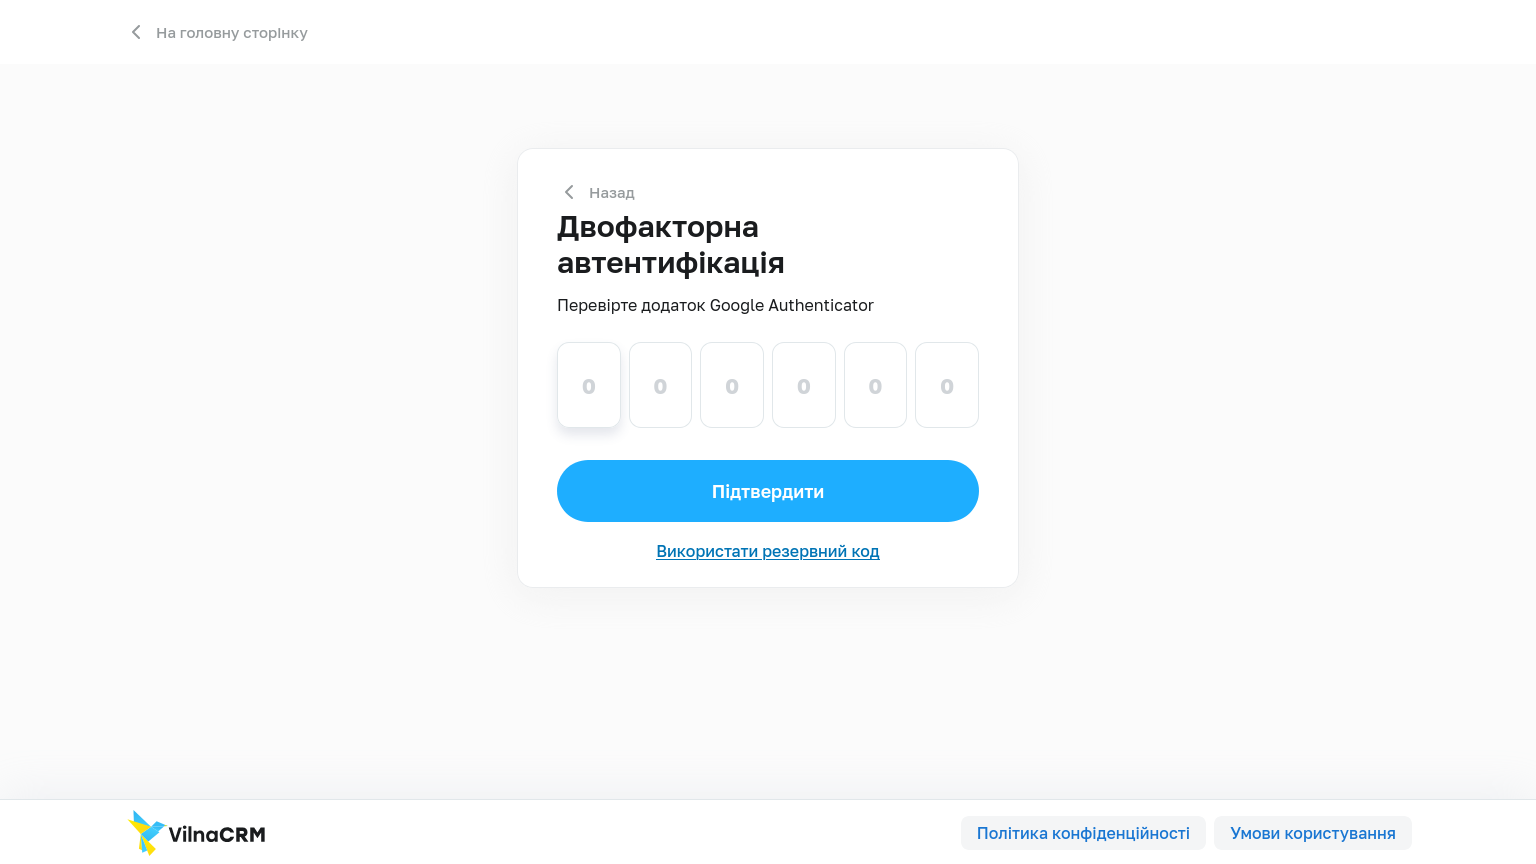 На головну сторінку
Назад
Двофакторна
автентифікація
Перевірте додаток Google Authenticator
0 0 0 0 0 0
Підтвердити
Використати резервний код
VilnaCRM
Політика конфіденційності
Умови користування